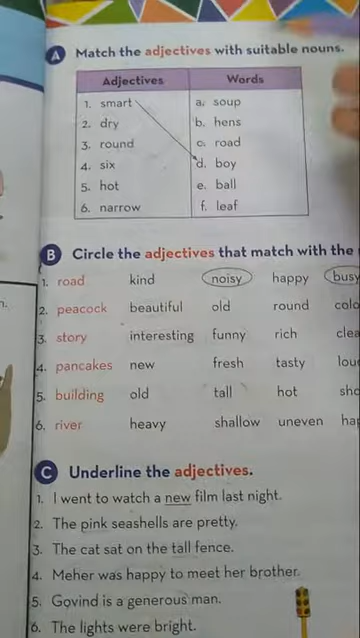 A Match the adjectives with suitable nouns.
Adjectives Words
1. smart a. soup
2. dry b. hens
3. round c. road
4. six d. boy
5. hot e. ball
6. narrow f. leaf
B Circle the adjectives that match with the
1. road kind noisy happy busy
2. peacock beautiful old round
3. story interesting funny rich
4. pancakes new fresh tasty
5. building old tall hot
6. river heavy shallow uneven
C Underline the adjectives.
1. I went to watch a new film last night.
2. The pink seashells are pretty.
3. The cat sat on the tall fence.
4. Meher was happy to meet her brother.
5. Govind is a generous man.
6. The lights were bright.